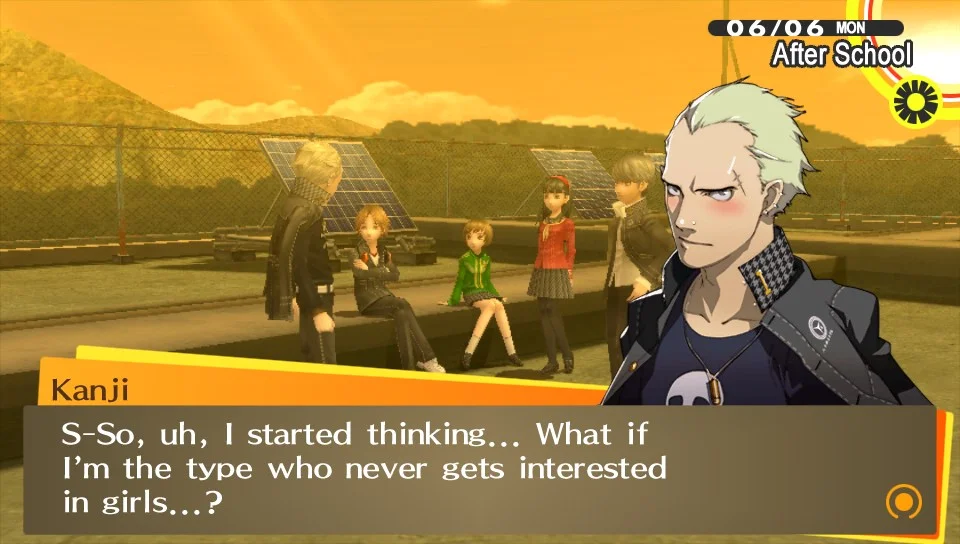 06/06 MON
After School
Kanji
S-So, uh, I started thinking... What if
I'm the type who never gets interested
in girls...?